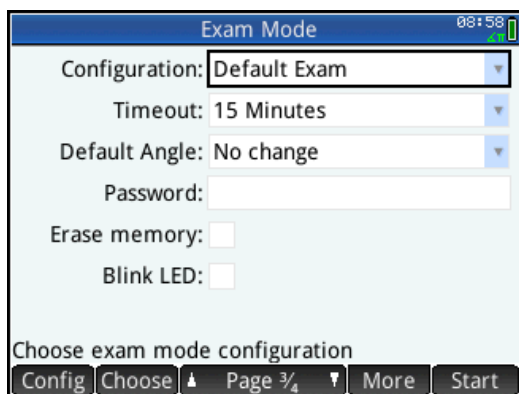 Exam Mode 08:58
∡π
Configuration: Default Exam
Timeout: 15 Minutes
Default Angle: No change
Password:
Erase memory:
Blink LED:
Choose exam mode configuration
Config Choose Page ¾ More Start